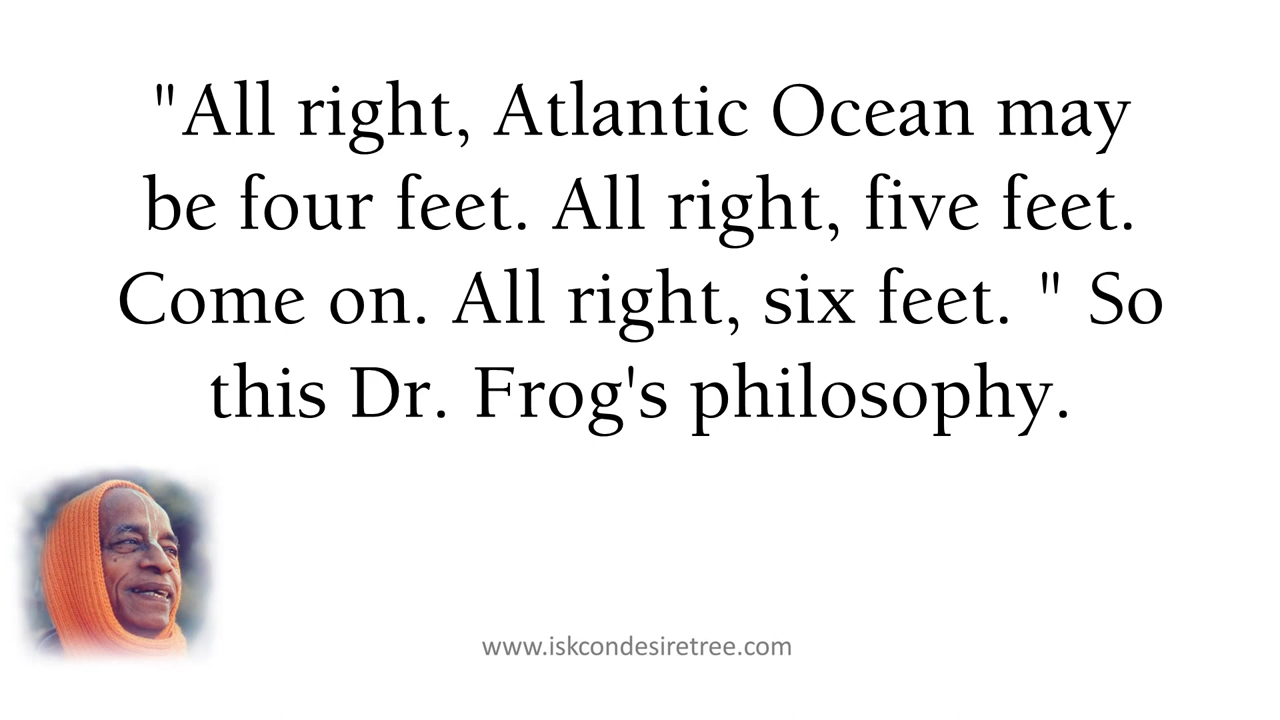 "All right, Atlantic Ocean may
be four feet. All right, five feet.
Come on. All right, six feet. " So
this Dr. Frog's philosophy.
www.iskcondesiretree.com